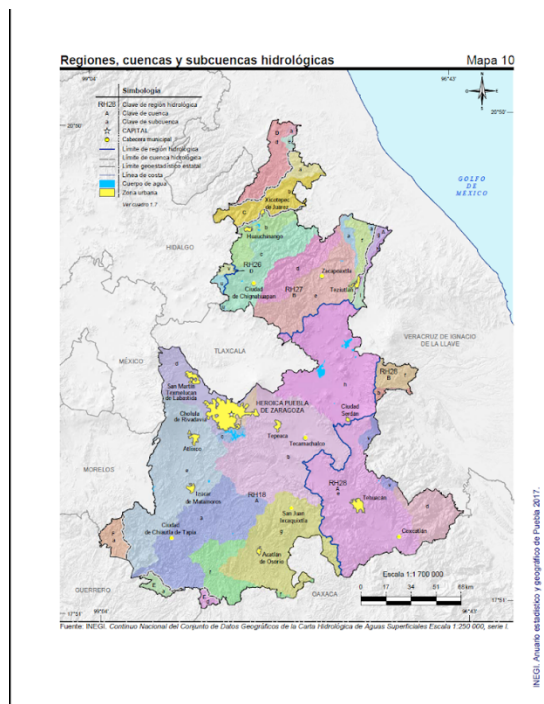 Regiones, cuencas y subcuencas hidrológicas
Mapa 10
Simbología
RH28 Clave de región hidrológica
A Clave de cuenca
a Clave de subcuenca
CAPITAL
Cabecera municipal
Límite de región hidrológica
Límite de cuenca hidrológica
Límite geoestadístico estatal
Línea de costa
Cuerpo de agua
Zona urbana
Ver cuadro 1.7
GOLFO
DE
MÉXICO
Xicotepec
de Juárez
Huauchinango
HIDALGO
RH26
D
Zacapoaxtla
RH27
B
Teziutlán
Ciudad
de Chignahuapan
VERACRUZ DE IGNACIO
DE LA LLAVE
TLAXCALA
MÉXICO
San Martín
Texmelucan
de Labastida
HEROICA PUEBLA
DE ZARAGOZA
Cholula
de Rivadavia
Ciudad
Serdán
Tepeaca
Tecamachalco
Atlixco
MORELOS
RH28
A
Izúcar
de Matamoros
RH18
A
Tehuacán
San Juan
Ixcaquixtla
Ciudad
de Chiautla de Tapia
Coxcatlán
Acatlán
de Osorio
GUERRERO
OAXACA
Escala 1:1 700 000
0 17 34 51 68km
Fuente: INEGI. Continuo Nacional del Conjunto de Datos Geográficos de la Carta Hidrológica de Aguas Superficiales Escala 1:250 000, serie I.
INEGI. Anuario estadístico y geográfico de Puebla 2017.